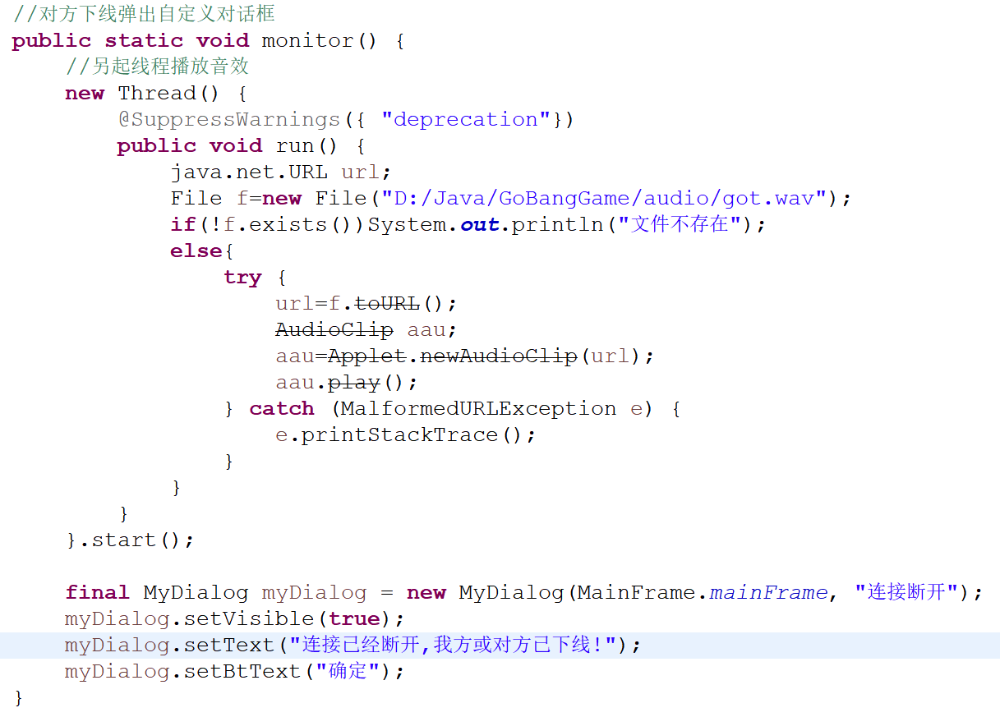 //对方下线弹出自定义对话框
public static void monitor() {
    //另起线程播放音效
    new Thread() {
        @SuppressWarnings({ "deprecation"})
        public void run() {
            java.net.URL url;
            File f=new File("D:/Java/GoBangGame/audio/got.wav");
            if(!f.exists())System.out.println("文件不存在");
            else{
                try {
                    url=f.toURL();
                    AudioClip aau;
                    aau=Applet.newAudioClip(url);
                    aau.play();
                } catch (MalformedURLException e) {
                    e.printStackTrace();
                }
            }
        }
    }.start();

    final MyDialog myDialog = new MyDialog(MainFrame.mainFrame, "连接断开");
    myDialog.setVisible(true);
    myDialog.setText("连接已经断开,我方或对方已下线!");
    myDialog.setBtText("确定");
}